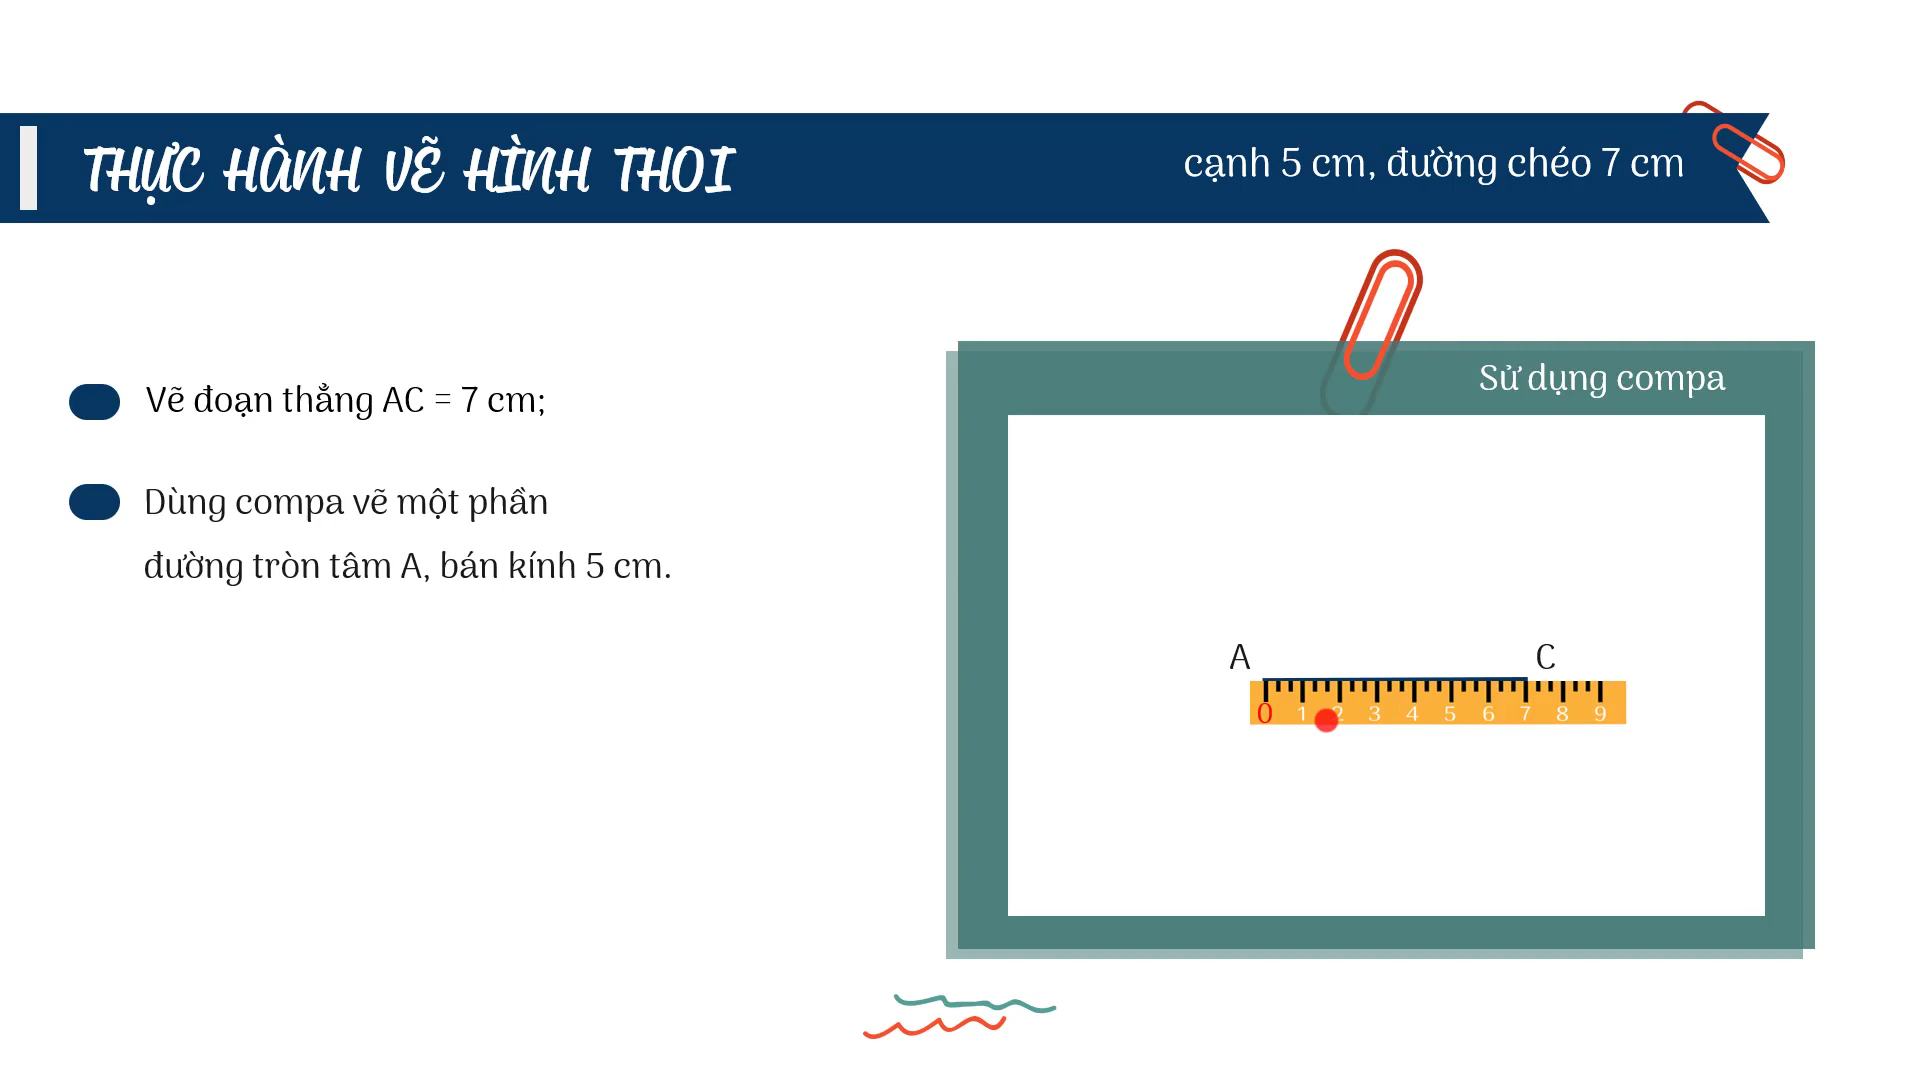 THỰC HÀNH VẼ HÌNH THOI
cạnh 5 cm, đường chéo 7 cm
Vẽ đoạn thẳng AC = 7 cm;
Dùng compa vẽ một phần
đường tròn tâm A, bán kính 5 cm.
Sử dụng compa
A C
0 1 2 3 4 5 6 7 8 9